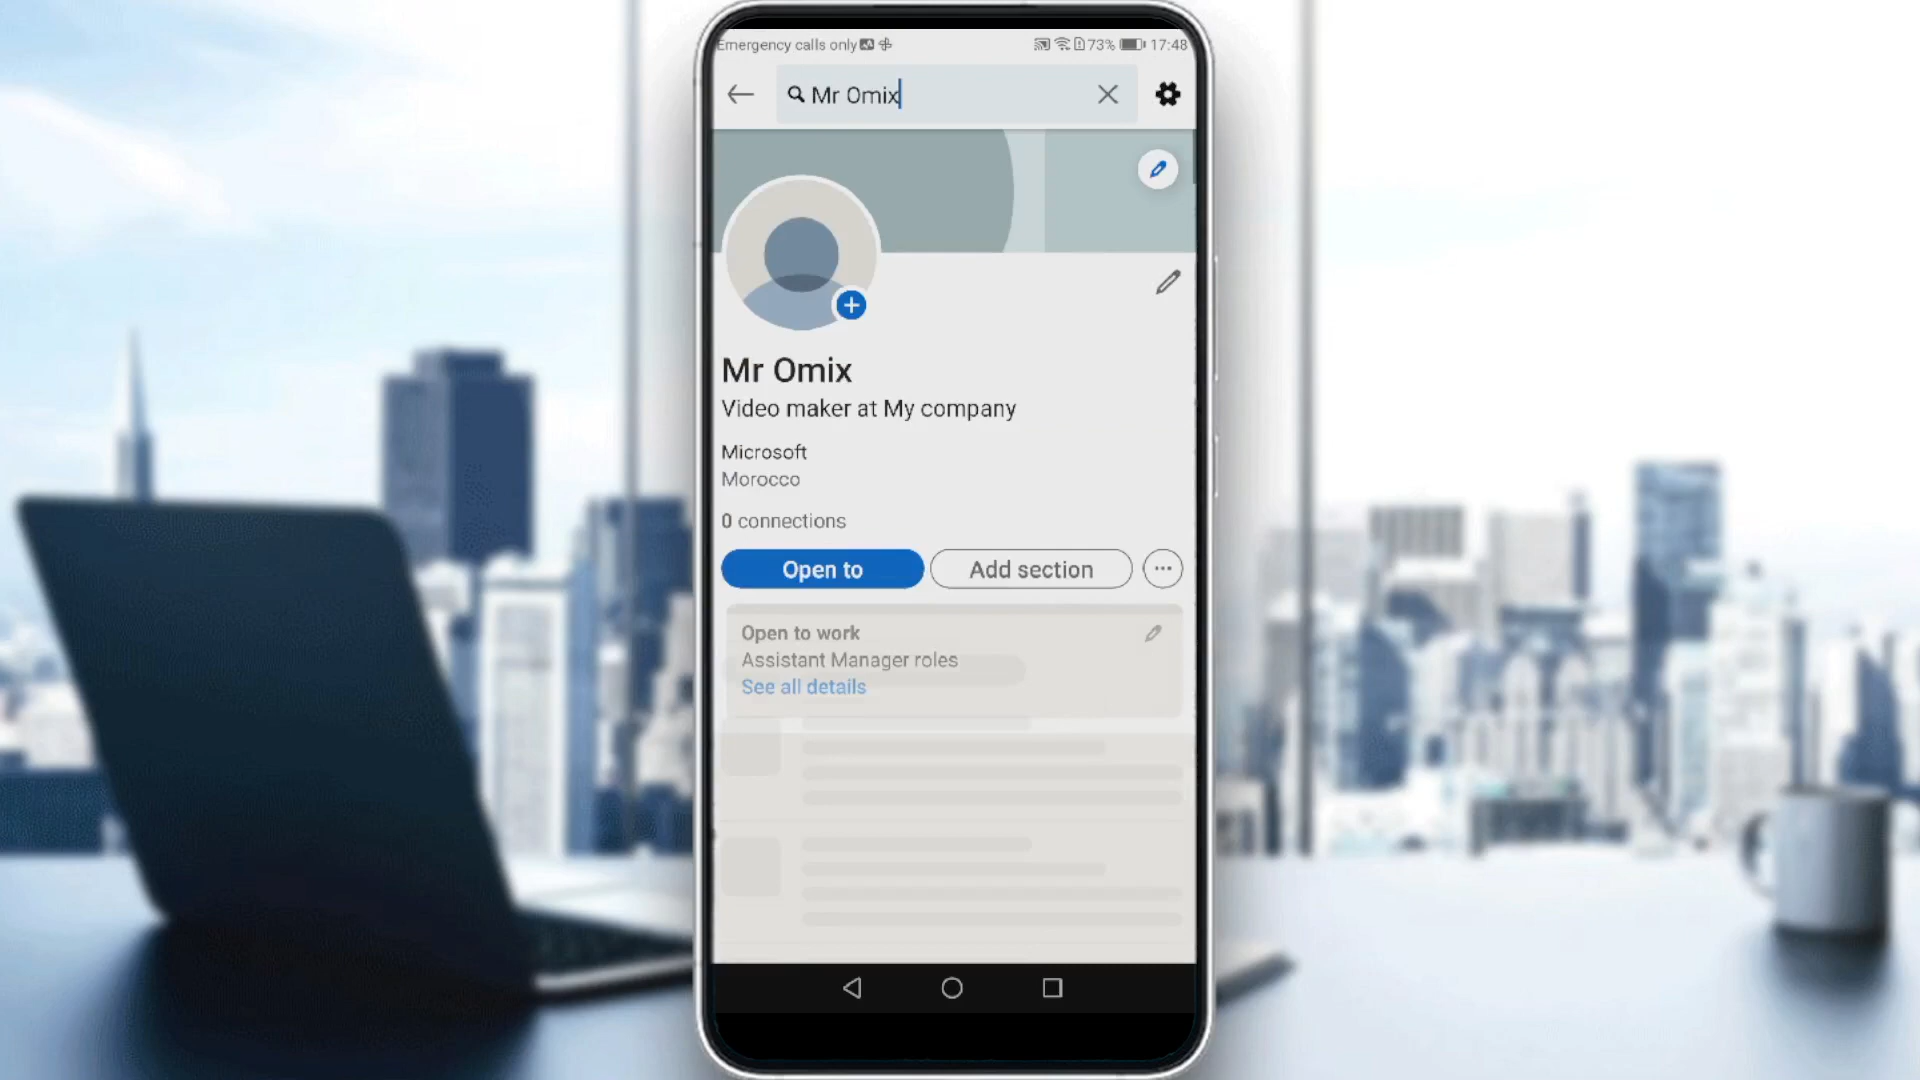 Emergency calls only
73% 17:48
Mr Omix
Mr Omix
Video maker at My company
Microsoft
Morocco
0 connections
Open to
Add section
Open to work
Assistant Manager roles
See all details